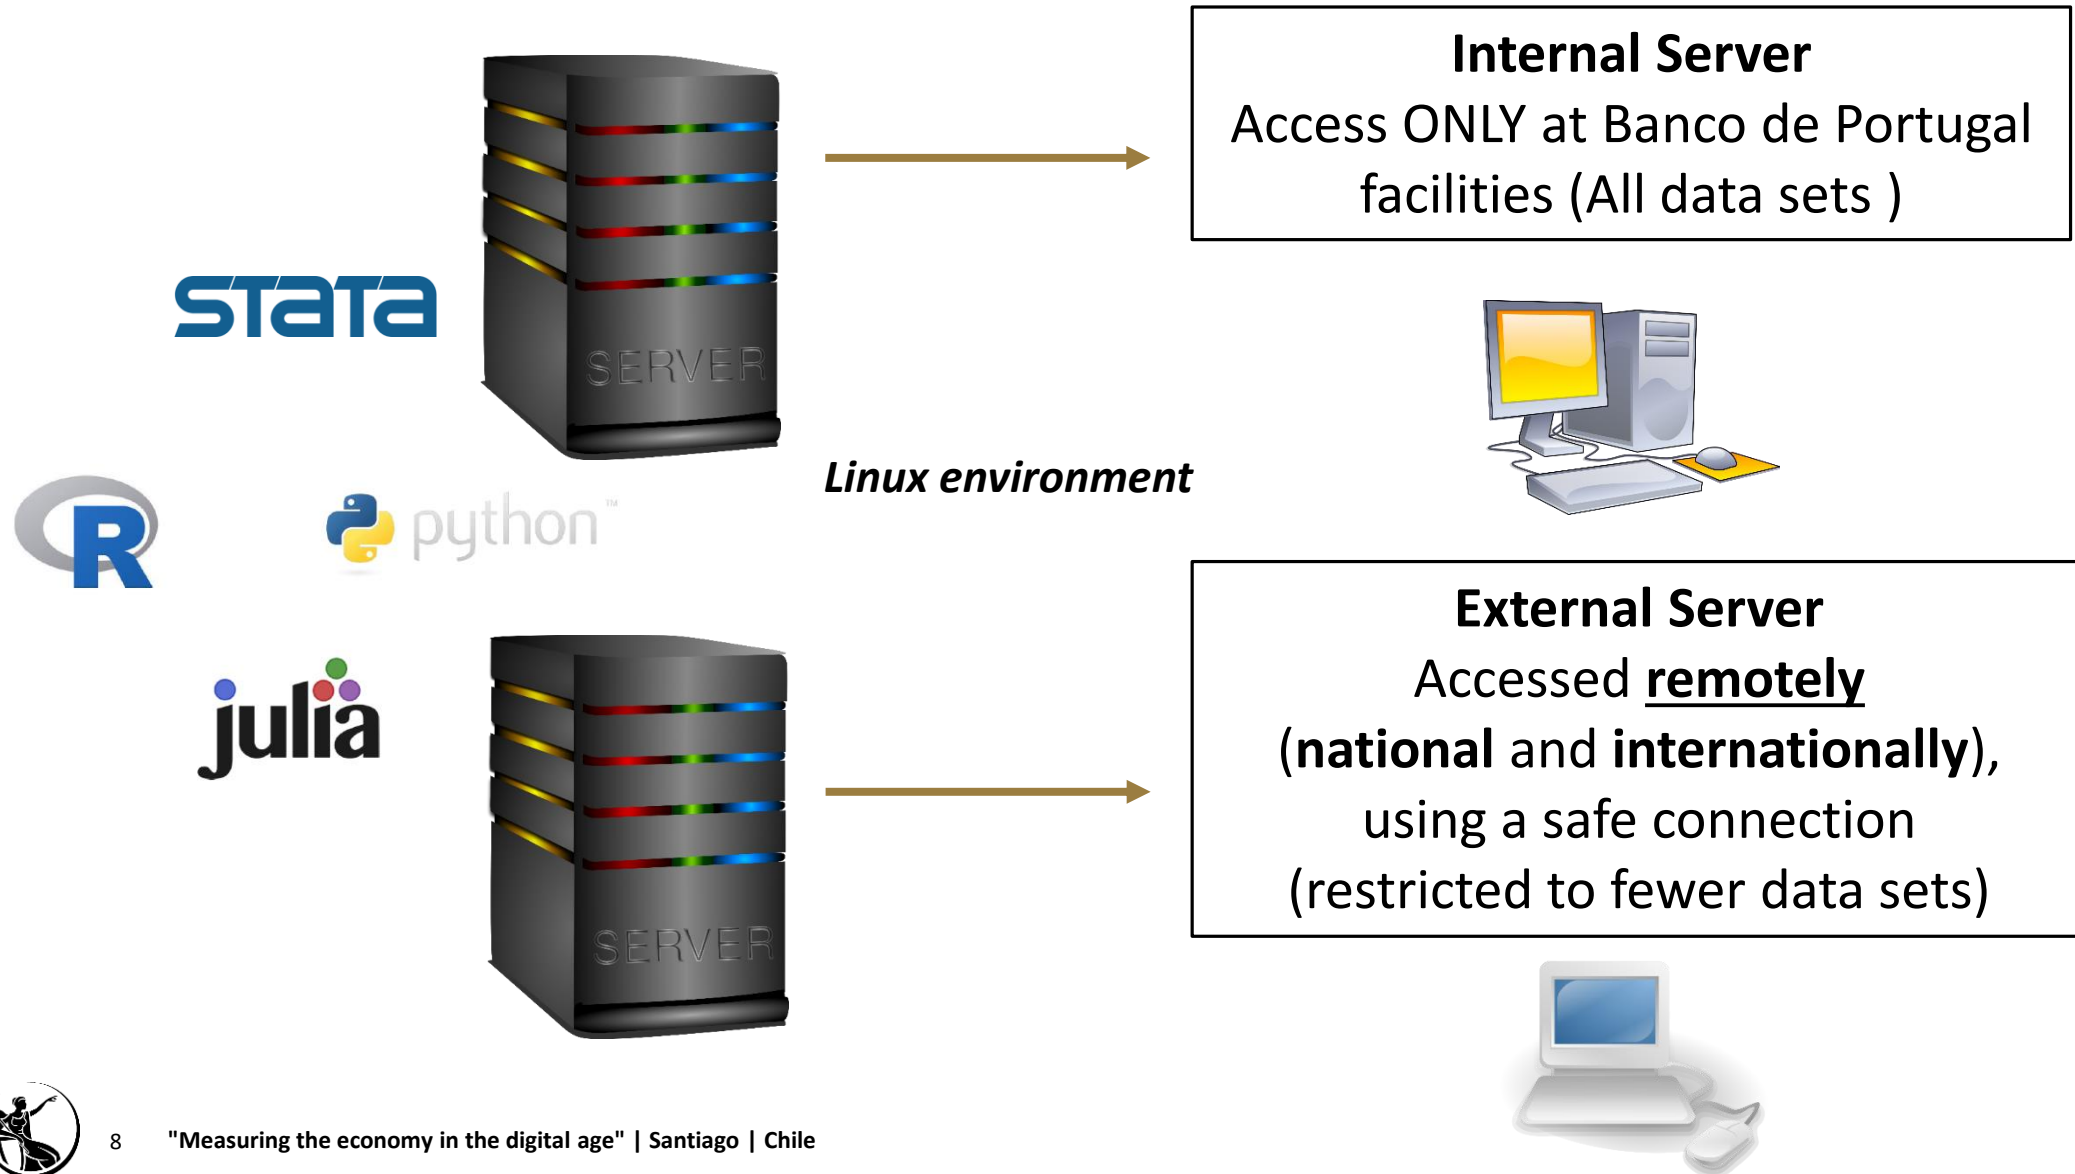 Internal Server
Access ONLY at Banco de Portugal
facilities (All data sets )
STATA
SERVER
Linux environment
R
python™
External Server
Accessed remotely
(national and internationally),
using a safe connection
(restricted to fewer data sets)
julia
SERVER
8
"Measuring the economy in the digital age" | Santiago | Chile